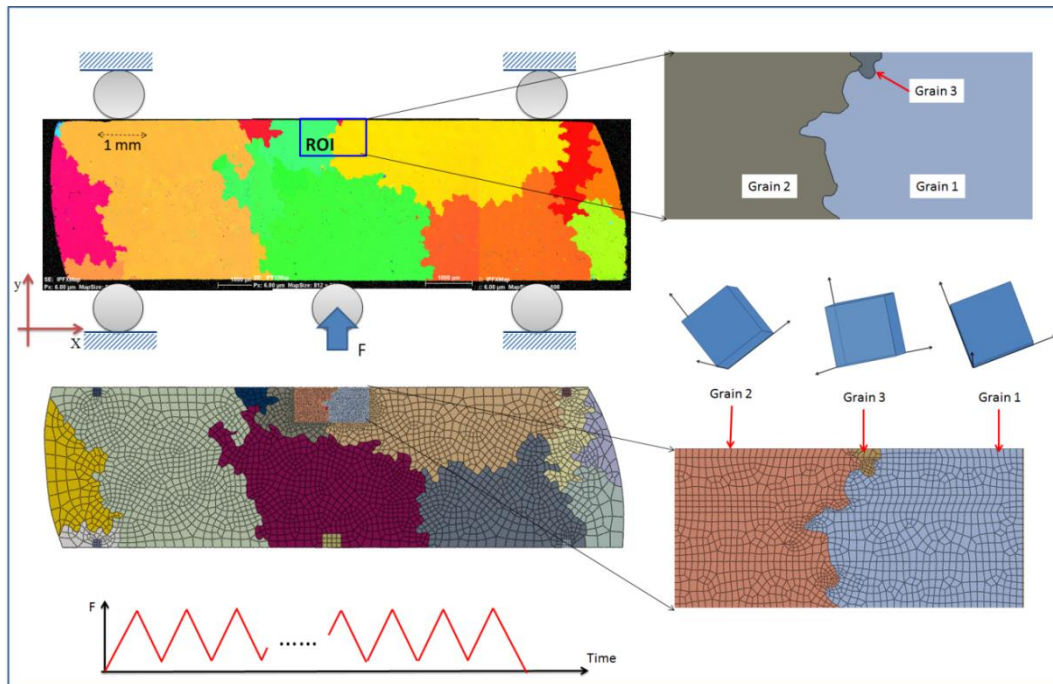 Grain 3
1 mm
ROI
Grain 2
Grain 1
y
X
F
Grain 2
Grain 3
Grain 1
F
......
Time